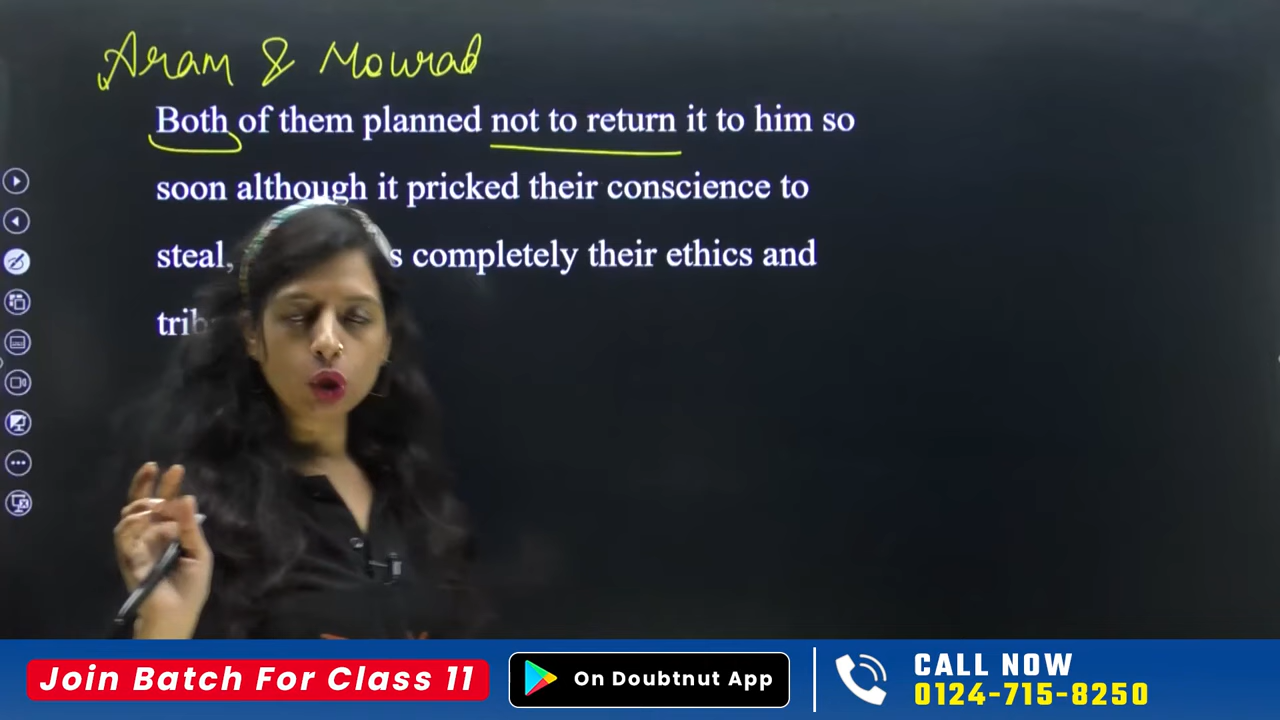 Aram & Mourad
Both of them planned not to return it to him so
soon although it pricked their conscience to
steal, completely their ethics and
Join Batch For Class 11
On Doubtnut App
CALL NOW
0124-715-8250